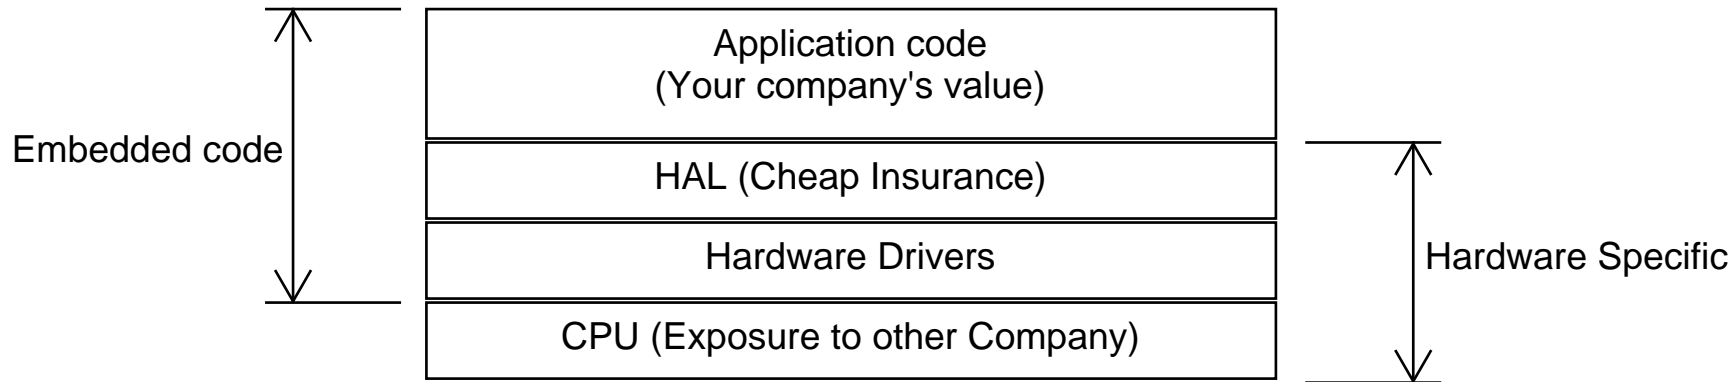 Application code
(Your company's value)
Embedded code
HAL (Cheap Insurance)
Hardware Drivers
Hardware Specific
CPU (Exposure to other Company)